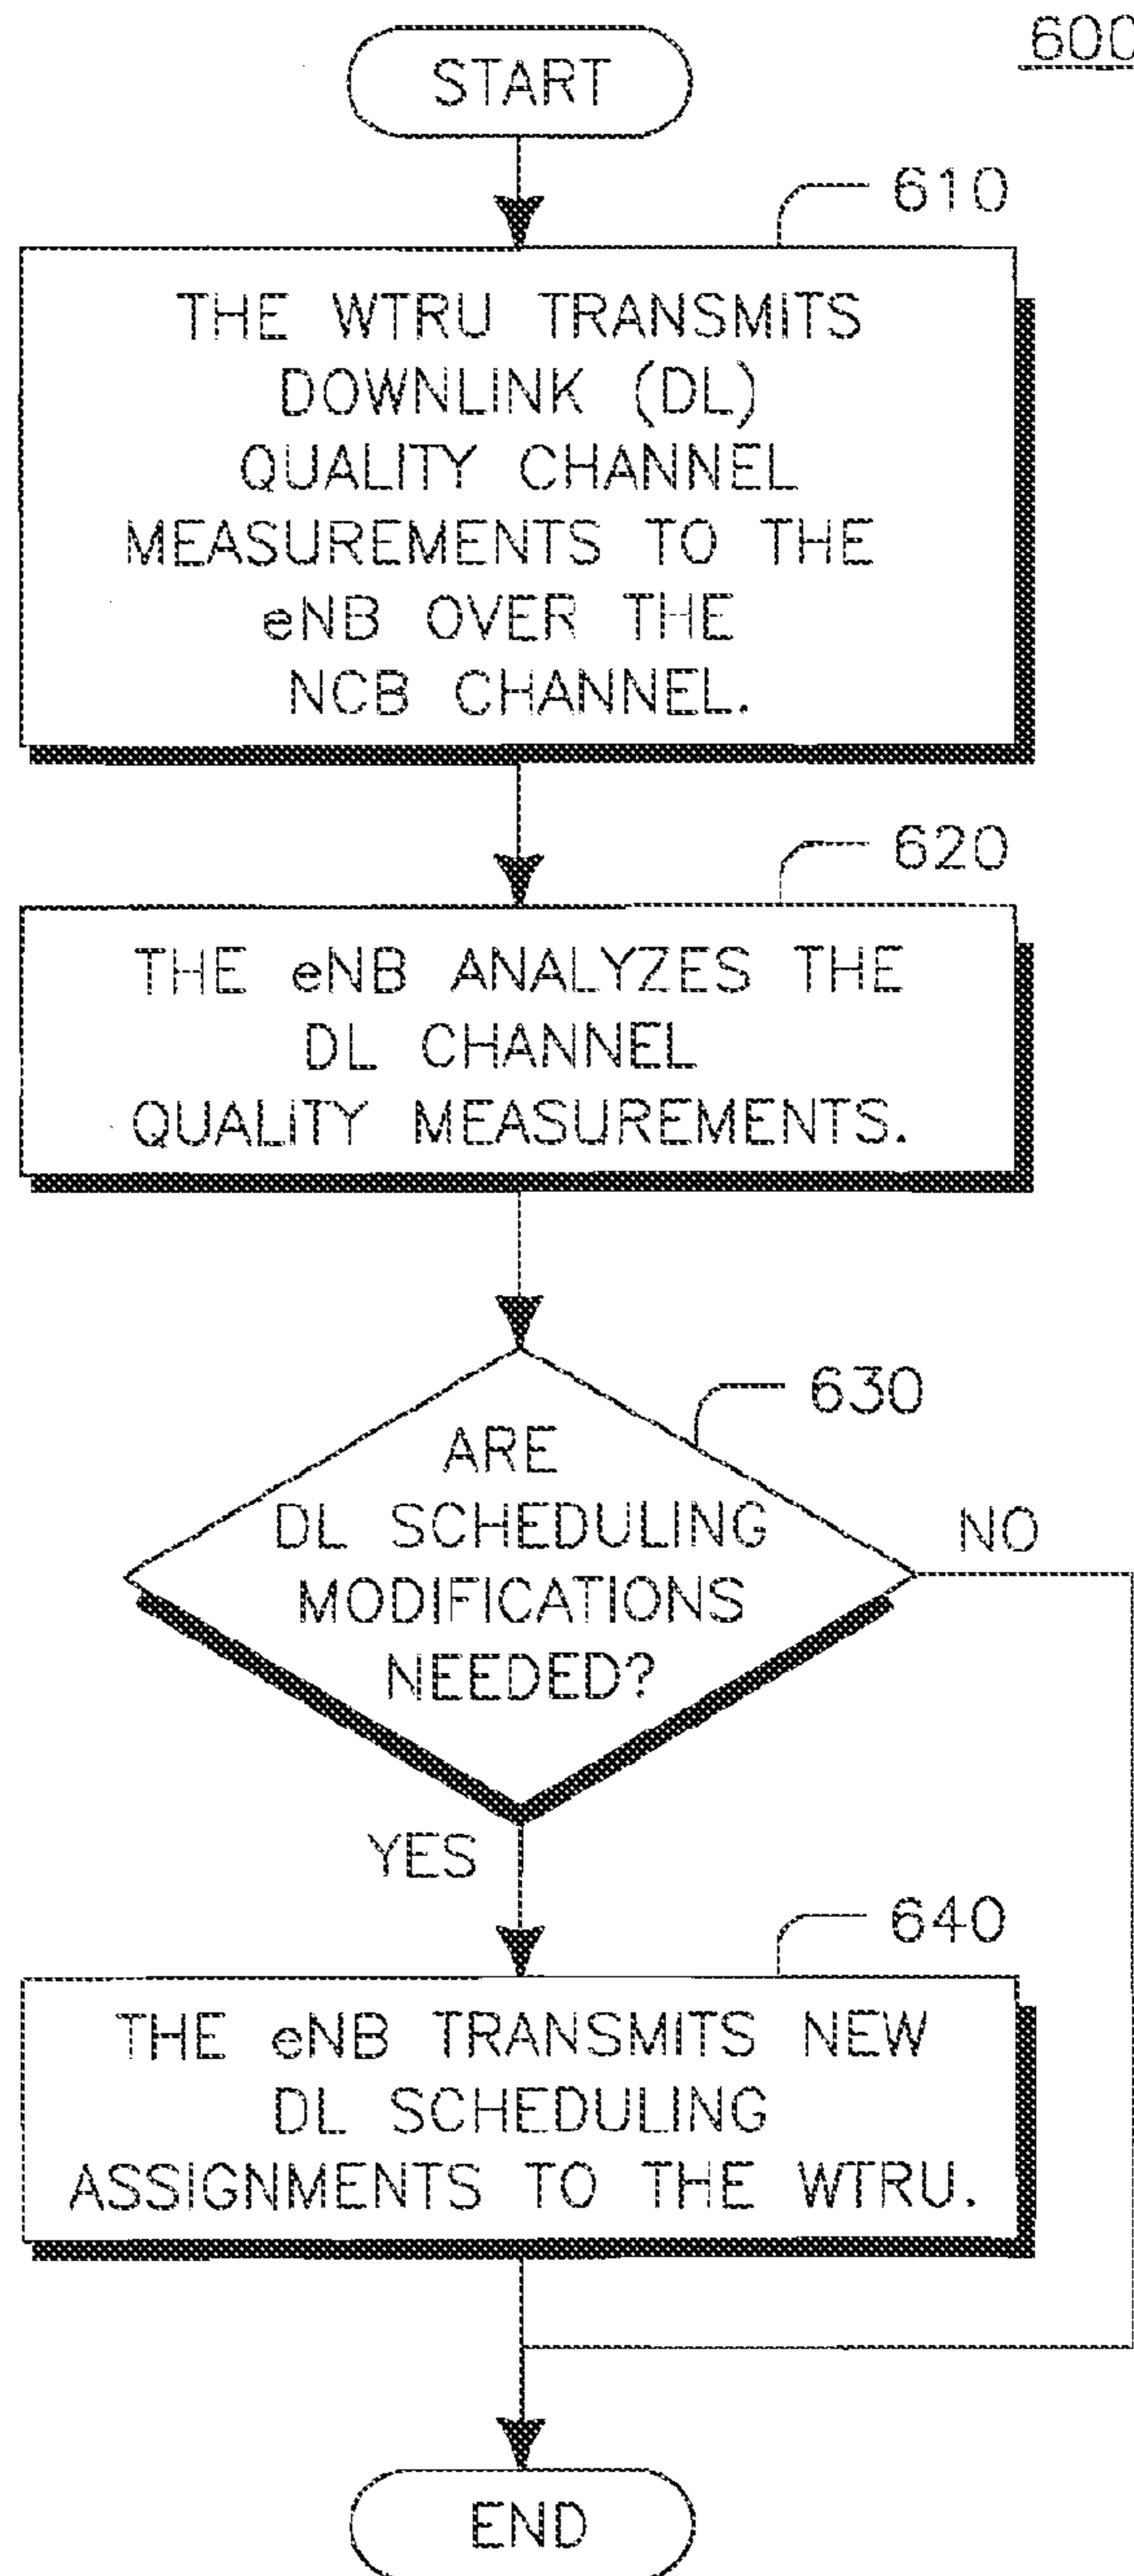 600
START
610
THE WTRU TRANSMITS
DOWNLINK (DL)
QUALITY CHANNEL
MEASUREMENTS TO THE
eNB OVER THE
NCB CHANNEL.
620
THE eNB ANALYZES THE
DL CHANNEL
QUALITY MEASUREMENTS.
630
ARE
DL SCHEDULING
MODIFICATIONS
NEEDED?
NO
YES
640
THE eNB TRANSMITS NEW
DL SCHEDULING
ASSIGNMENTS TO THE WTRU.
END